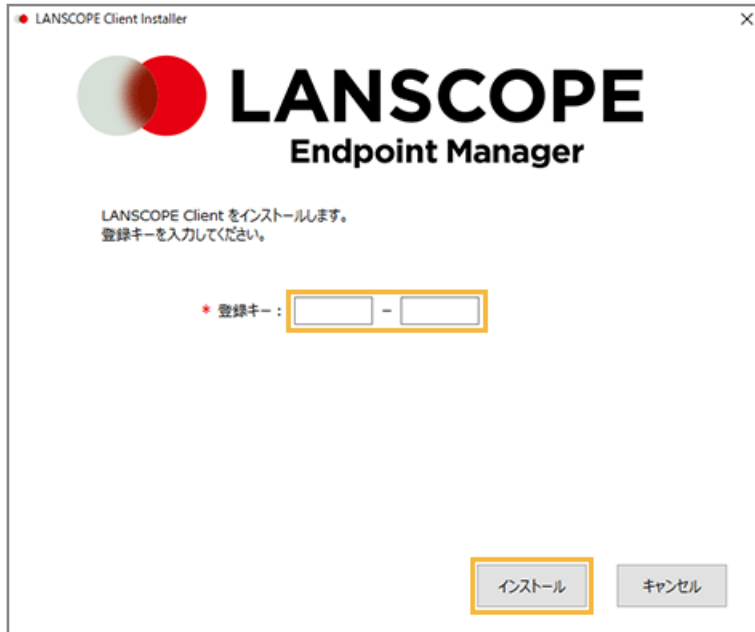 LANSCOPE Client Installer
LANSCOPE
Endpoint Manager
LANSCOPE Client をインストールします。
登録キーを入力してください。
* 登録キー： －
インストール キャンセル